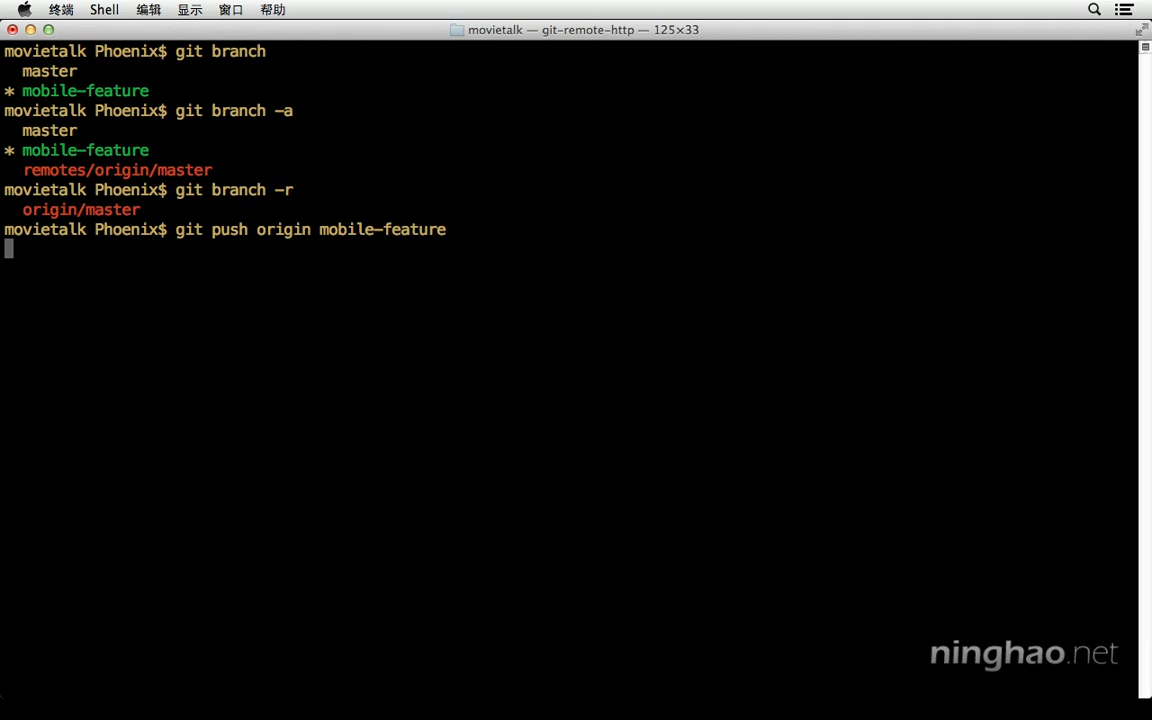 终端 Shell 编辑 显示 窗口 帮助
movietalk — git-remote-http — 125×33
movietalk Phoenix$ git branch
  master
* mobile-feature
movietalk Phoenix$ git branch -a
  master
* mobile-feature
  remotes/origin/master
movietalk Phoenix$ git branch -r
  origin/master
movietalk Phoenix$ git push origin mobile-feature
ninghao.net